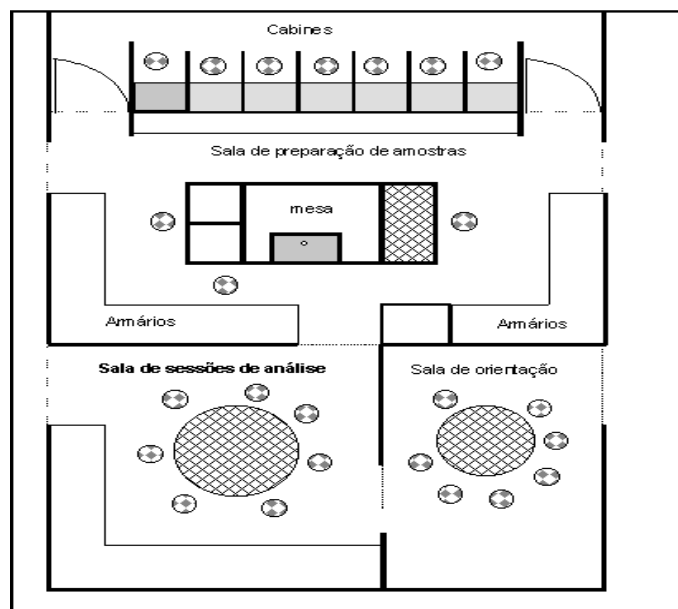 Cabines
Sala de preparação de amostras
mesa
Armários
Armários
Sala de sessões de análise
Sala de orientação